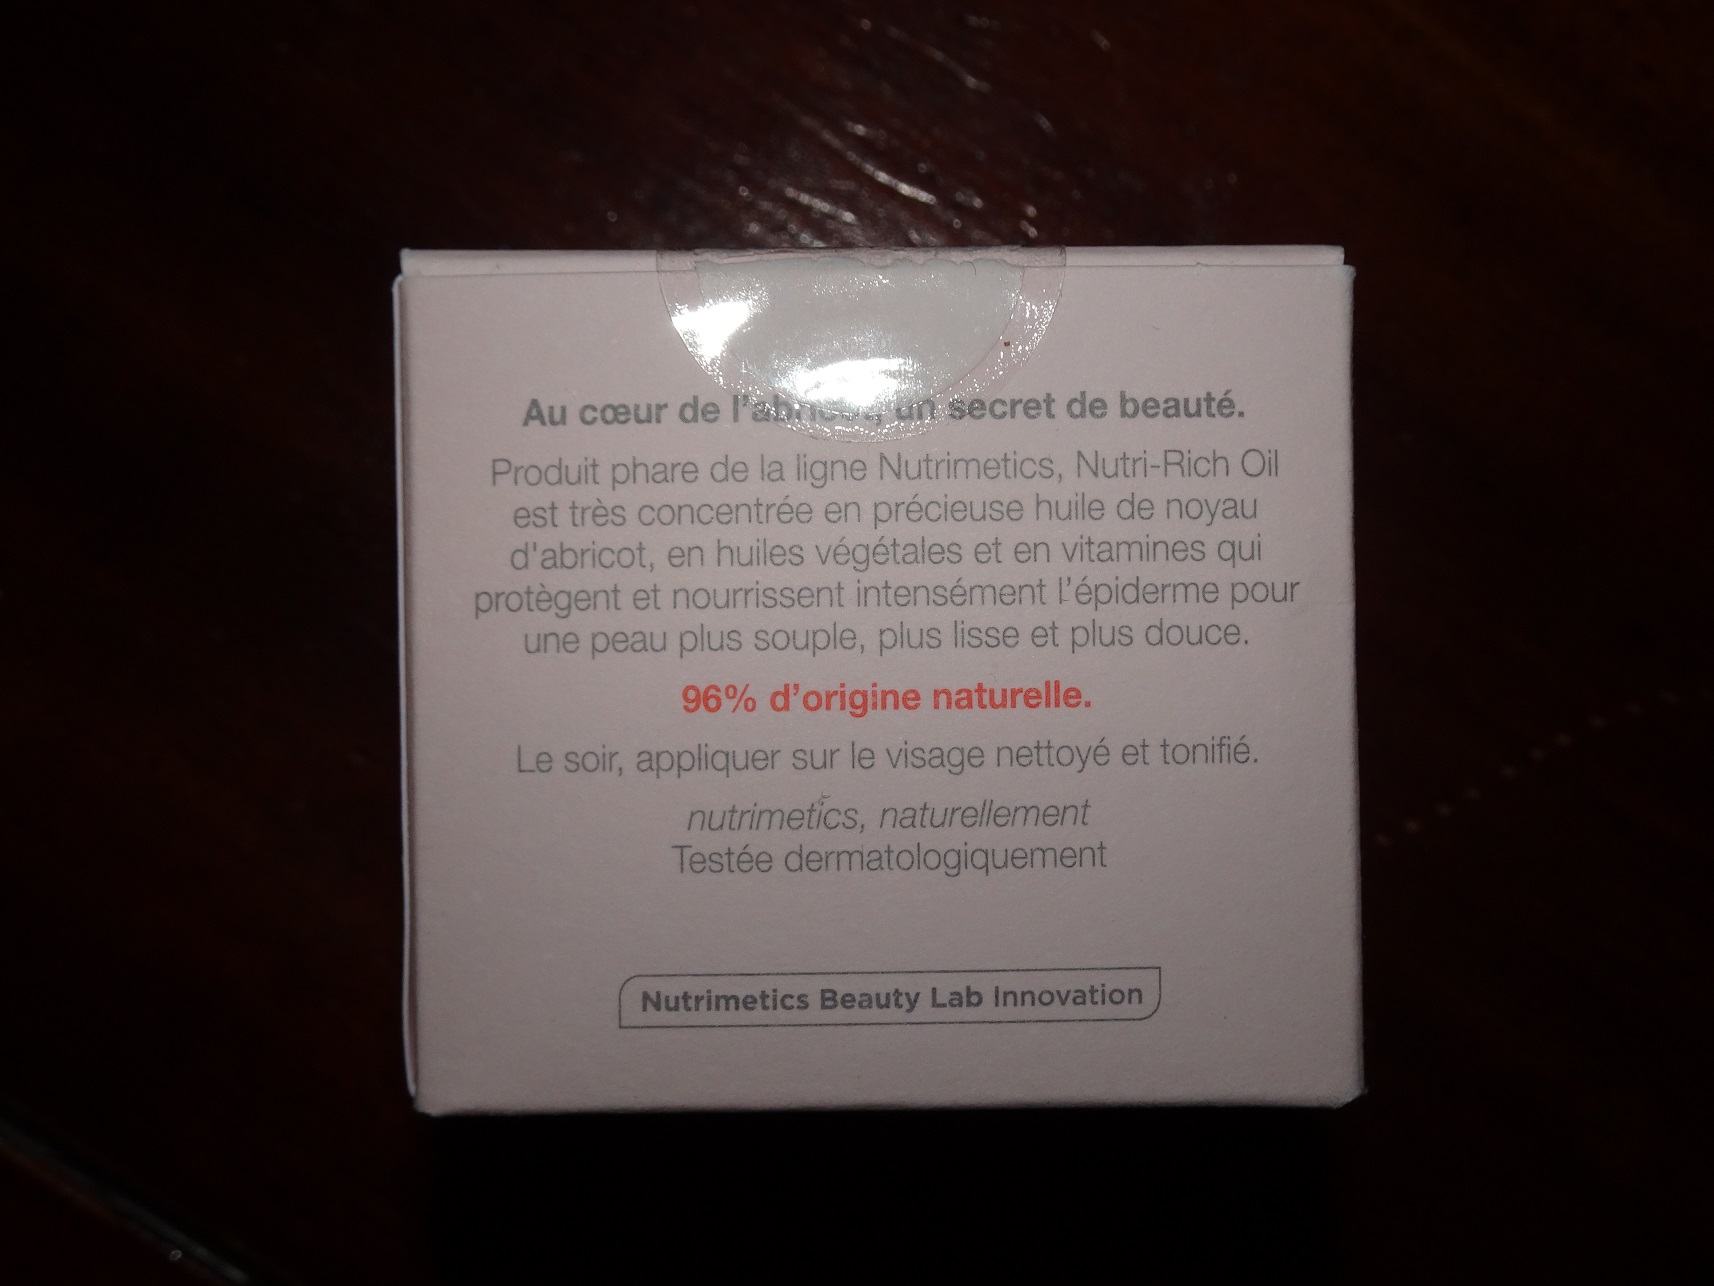 Au cœur de l'abricot, un secret de beauté.
Produit phare de la ligne Nutrimetics, Nutri-Rich Oil
est très concentrée en précieuse huile de noyau
d'abricot, en huiles végétales et en vitamines qui
protègent et nourrissent intensément l'épiderme pour
une peau plus souple, plus lisse et plus douce.
96% d'origine naturelle.
Le soir, appliquer sur le visage nettoyé et tonifié.
nutrimetics, naturellement
Testée dermatologiquement
Nutrimetics Beauty Lab Innovation